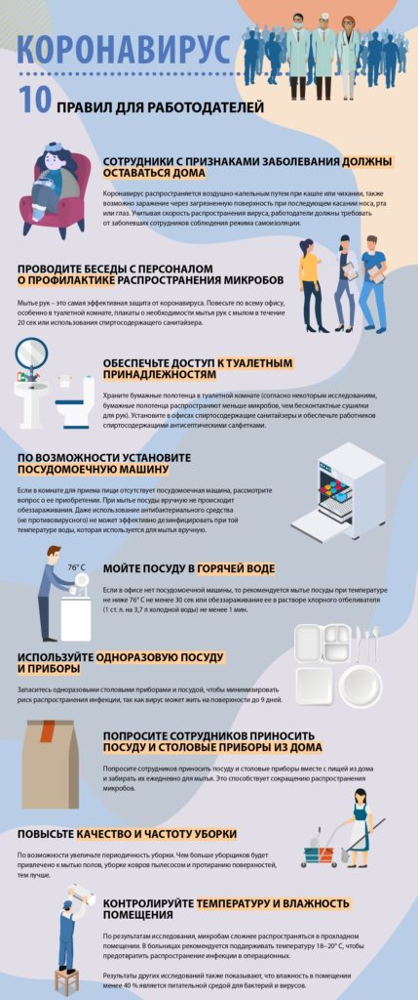 КОРОНАВИРУС
10 ПРАВИЛ ДЛЯ РАБОТОДАТЕЛЕЙ
СОТРУДНИКИ С ПРИЗНАКАМИ ЗАБОЛЕВАНИЯ ДОЛЖНЫ
ОСТАВАТЬСЯ ДОМА
Коронавирус распространяется воздушно-капельным путем при кашле или чихании, также
возможно заражение через загрязненную поверхность при последующем касании носа, рта
или глаз. Учитывая скорость распространения вируса, работодатели должны требовать
от заболевших сотрудников соблюдения режима самоизоляции.
ПРОВОДИТЕ БЕСЕДЫ С ПЕРСОНАЛОМ
О ПРОФИЛАКТИКЕ РАСПРОСТРАНЕНИЯ МИКРОБОВ
Мытье рук – это самая эффективная защита от коронавируса. Повесьте по всему офису,
особенно в туалетной комнате, плакаты о необходимости мытья рук с мылом в течение
20 сек или использования спиртосодержащего санитайзера.
ОБЕСПЕЧЬТЕ ДОСТУП К ТУАЛЕТНЫМ
ПРИНАДЛЕЖНОСТЯМ
Храните бумажные полотенца в туалетной комнате (согласно некоторым исследованиям,
бумажные полотенца распространяют меньше микробов, чем бесконтактные сушилки
для рук). Установите в офисах спиртосодержащие санитайзеры и обеспечьте работников
спиртосодержащими антисептическими салфетками.
ПО ВОЗМОЖНОСТИ УСТАНОВИТЕ
ПОСУДОМОЕЧНУЮ МАШИНУ
Если в комнате для приема пищи отсутствует посудомоечная машина, рассмотрите
вопрос о ее приобретении. При мытье посуды вручную не происходит
обеззараживания. Даже использование антибактериального средства
(не противовирусного) не может эффективно дезинфицировать при той
температуре воды, которая используется для мытья вручную.
76° С
МОЙТЕ ПОСУДУ В ГОРЯЧЕЙ ВОДЕ
Если в офисе нет посудомоечной машины, то рекомендуется мытье посуды при температуре
не ниже 76° С не менее 30 сек или обеззараживание ее в растворе хлорного отбеливателя
(1 ст. л. на 3,7 л холодной воды) не менее 1 мин.
ИСПОЛЬЗУЙТЕ ОДНОРАЗОВУЮ ПОСУДУ
И ПРИБОРЫ
Запаситесь одноразовыми столовыми приборами и посудой, чтобы минимизировать
риск распространения инфекции, так как вирус может жить на поверхности до 9 дней.
ПОПРОСИТЕ СОТРУДНИКОВ ПРИНОСИТЬ
ПОСУДУ И СТОЛОВЫЕ ПРИБОРЫ ИЗ ДОМА
Попросите сотрудников приносить посуду и столовые приборы вместе с пищей из дома
и забирать их ежедневно для мытья. Это способствует сокращению распространения
микробов.
ПОВЫСЬТЕ КАЧЕСТВО И ЧАСТОТУ УБОРКИ
По возможности увеличьте периодичность уборки. Чем больше уборщиков будет
привлечено к мытью полов, уборке ковров пылесосом и протиранию поверхностей,
тем лучше.
КОНТРОЛИРУЙТЕ ТЕМПЕРАТУРУ И ВЛАЖНОСТЬ
ПОМЕЩЕНИЯ
По результатам исследования, микробам сложнее распространяться в прохладном
помещении. В больницах рекомендуется поддерживать температуру 18–20° С, чтобы
предотвратить распространение инфекции в операционных.
Результаты других исследований также показывают, что влажность в помещении
менее 40 % является питательной средой для бактерий и вирусов.